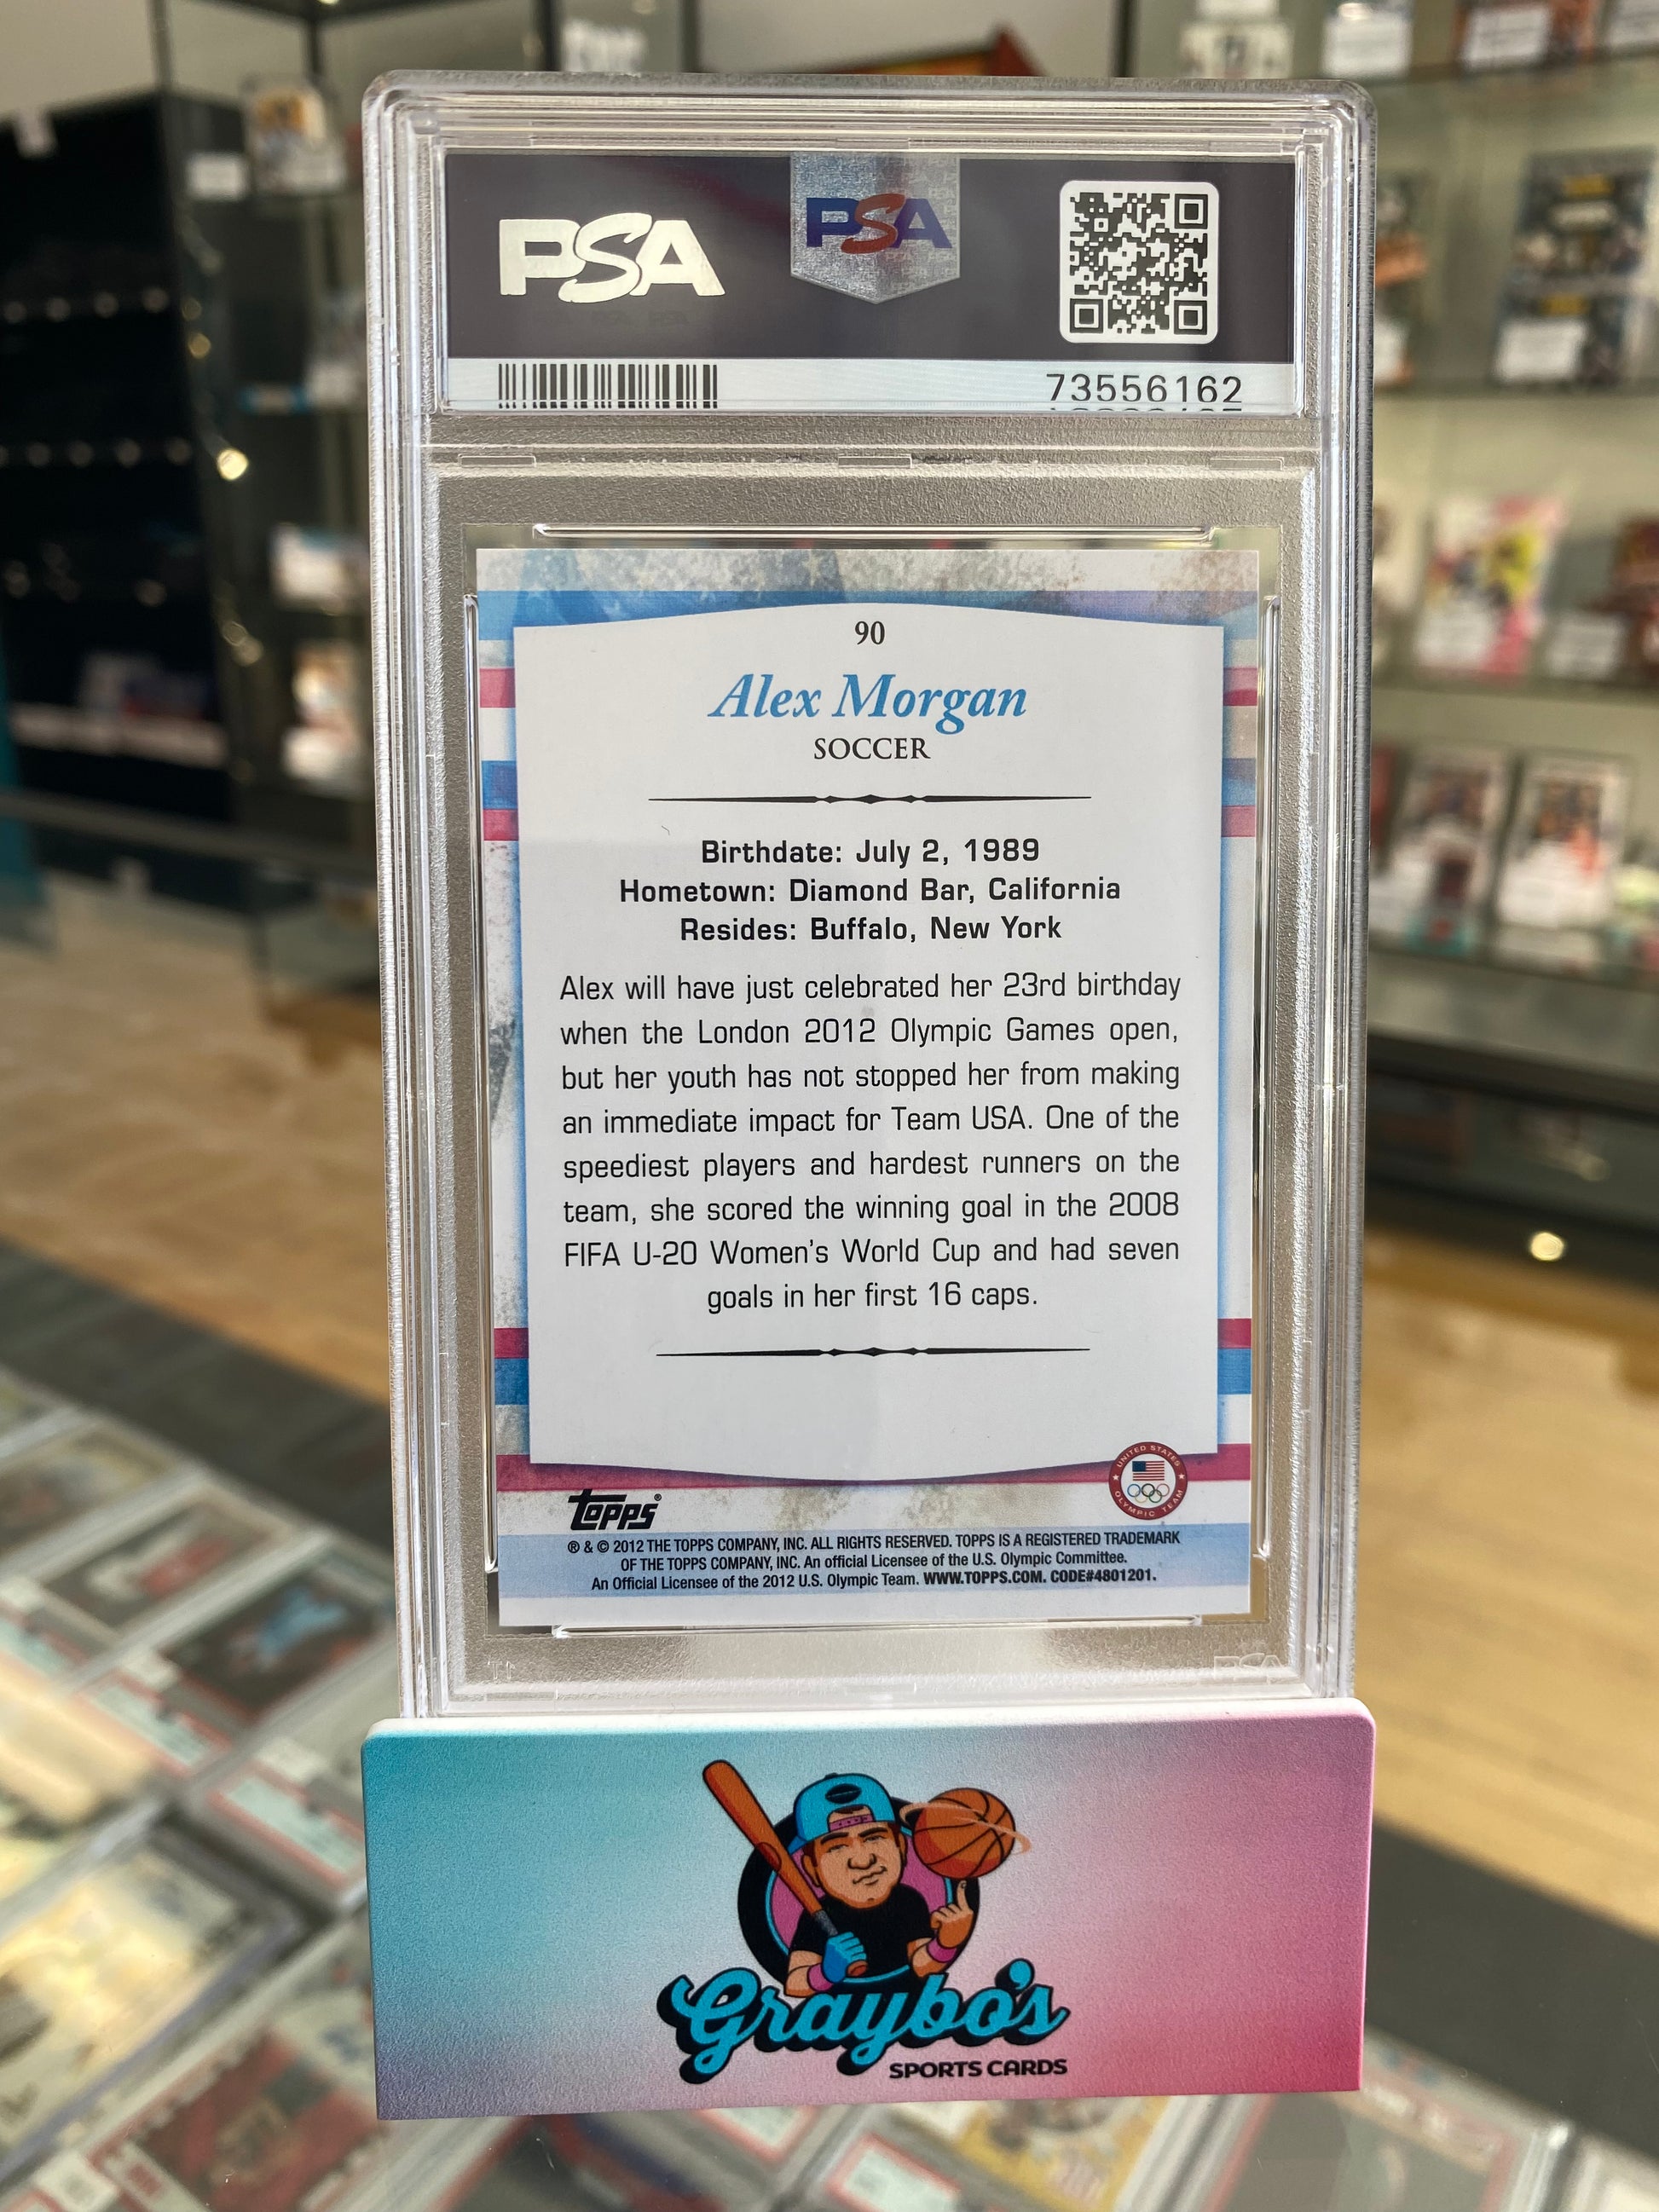 PSA
PSA
73556162
90
Alex Morgan
SOCCER
Birthdate: July 2, 1989
Hometown: Diamond Bar, California
Resides: Buffalo, New York
Alex will have just celebrated her 23rd birthday
when the London 2012 Olympic Games open,
but her youth has not stopped her from making
an immediate impact for Team USA. One of the
speediest players and hardest runners on the
team, she scored the winning goal in the 2008
FIFA U-20 Women's World Cup and had seven
goals in her first 16 caps.
UNITED STATES
OLYMPIC TEAM
TOPPS®
® & © 2012 THE TOPPS COMPANY, INC. ALL RIGHTS RESERVED. TOPPS IS A REGISTERED TRADEMARK
OF THE TOPPS COMPANY, INC. An official Licensee of the U.S. Olympic Committee.
An Official Licensee of the 2012 U.S. Olympic Team. WWW.TOPPS.COM. CODE#4801201.
PSA
Graybo's
SPORTS CARDS